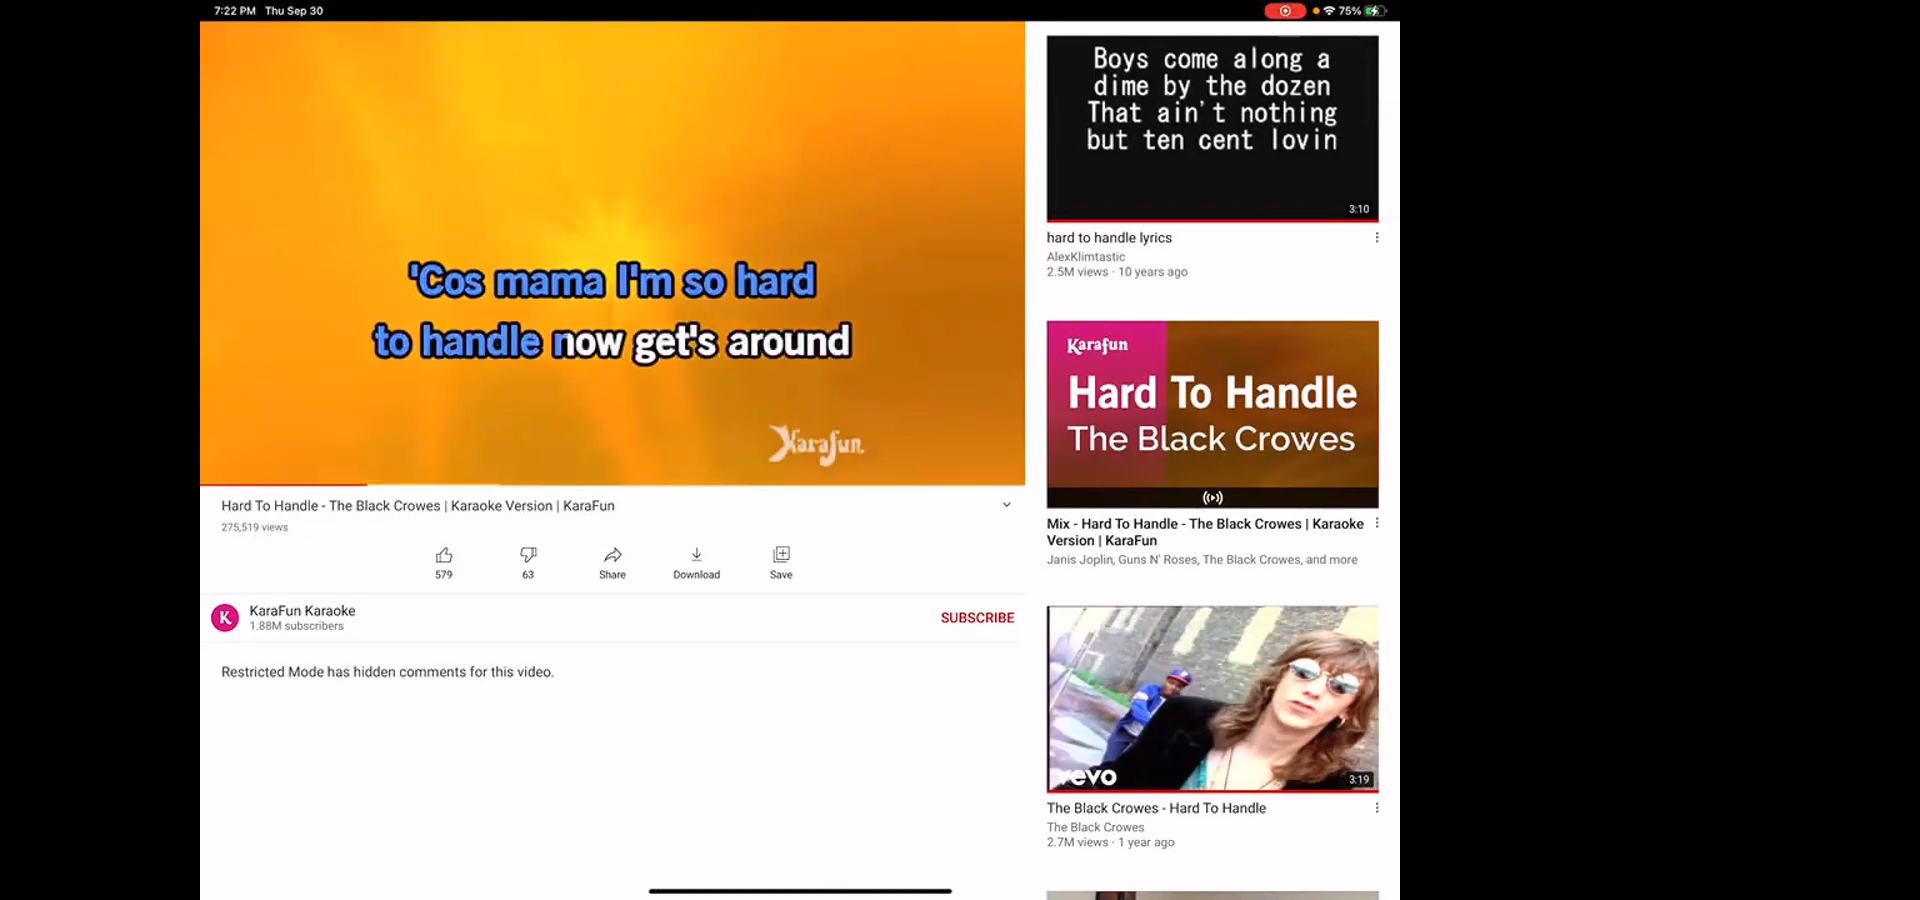 7:22 PM Thu Sep 30
75%
'Cos mama I'm so hard
to handle now get's around
Karafun
Hard To Handle - The Black Crowes | Karaoke Version | KaraFun
275,519 views
579
63
Share
Download
Save
K
KaraFun Karaoke
1.88M subscribers
SUBSCRIBE
Restricted Mode has hidden comments for this video.
Boys come along a
dime by the dozen
That ain't nothing
but ten cent lovin
3:10
hard to handle lyrics
AlexKlimtastic
2.5M views · 10 years ago
Karafun
Hard To Handle
The Black Crowes
Mix - Hard To Handle - The Black Crowes | Karaoke
Version | KaraFun
Janis Joplin, Guns N' Roses, The Black Crowes, and more
vevo
3:19
The Black Crowes - Hard To Handle
The Black Crowes
2.7M views · 1 year ago